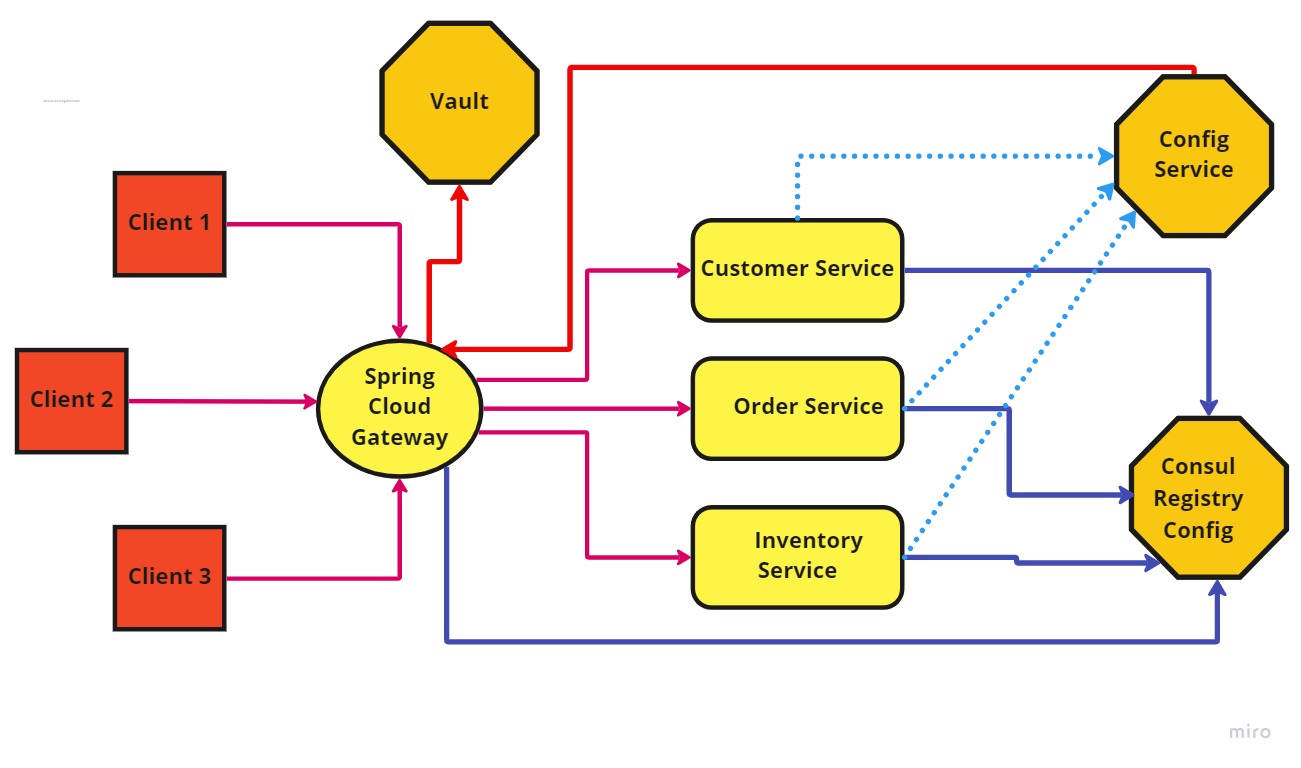 Vault
Config
Service
Client 1
Customer Service
Spring
Cloud
Gateway
Client 2
Order Service
Consul
Registry
Config
Inventory
Service
Client 3
miro